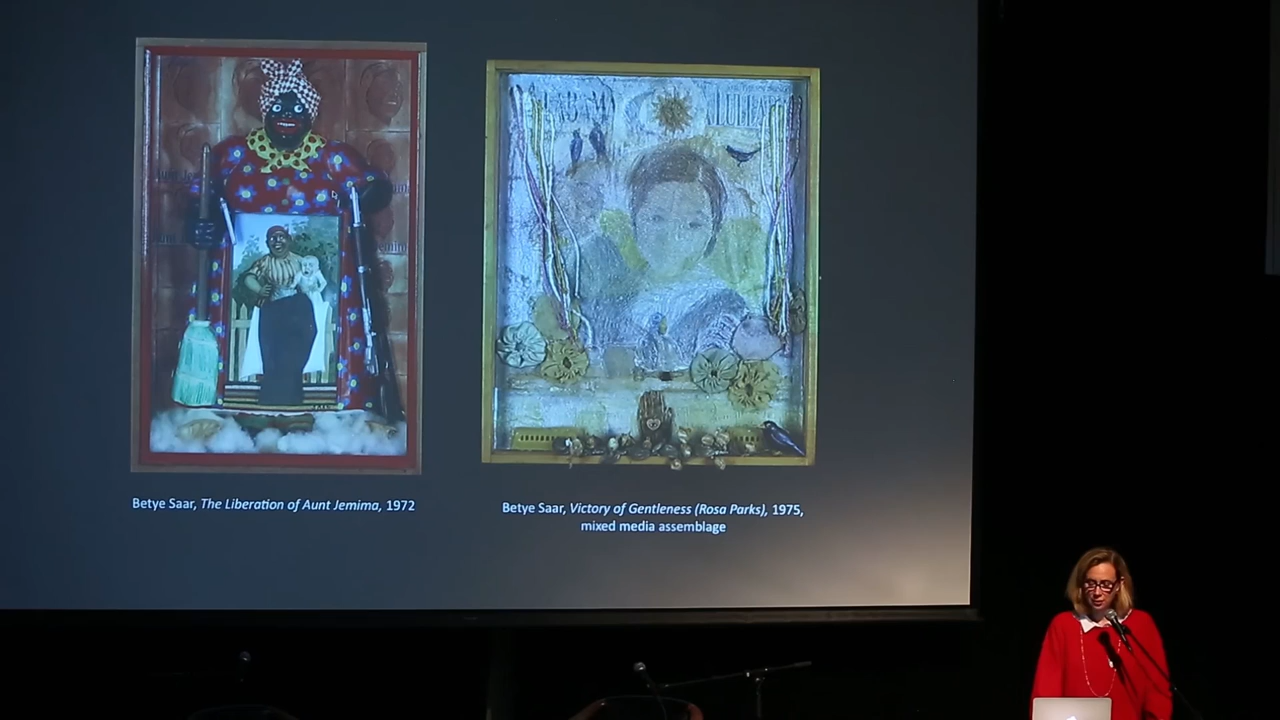 Betye Saar, The Liberation of Aunt Jemima, 1972
Betye Saar, Victory of Gentleness (Rosa Parks), 1975,
mixed media assemblage